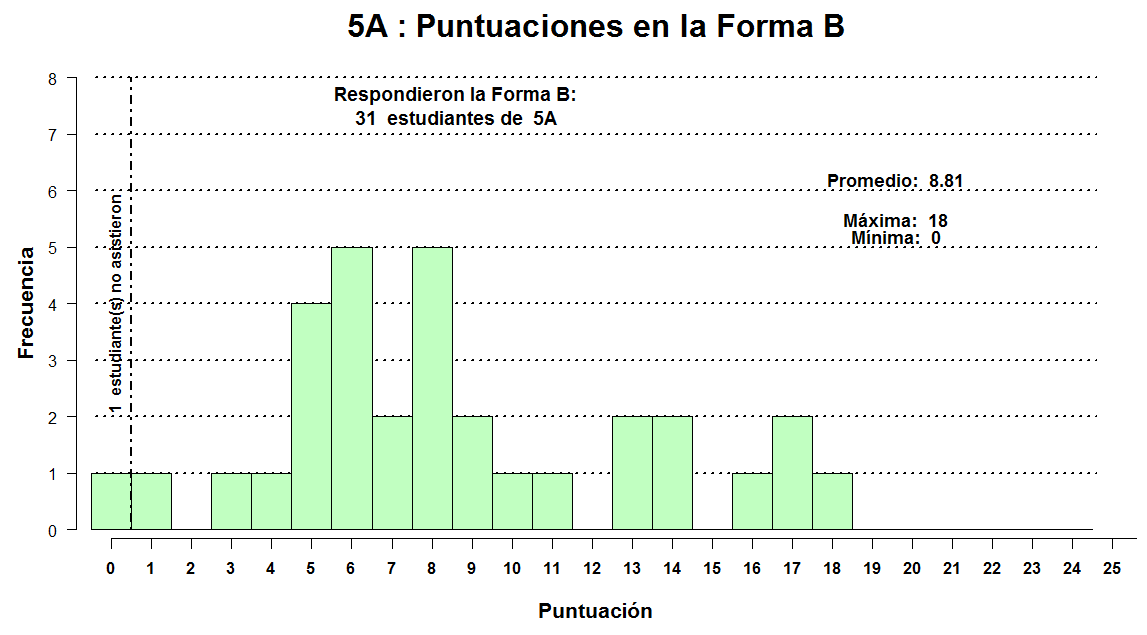 5A : Puntuaciones en la Forma B
Respondieron la Forma B:
31 estudiantes de 5A
Promedio: 8.81
Máxima: 18
Mínima: 0
1 estudiante(s) no asistieron
Frecuencia
8
7
6
5
4
3
2
1
0
0 1 2 3 4 5 6 7 8 9 10 11 12 13 14 15 16 17 18 19 20 21 22 23 24 25
Puntuación